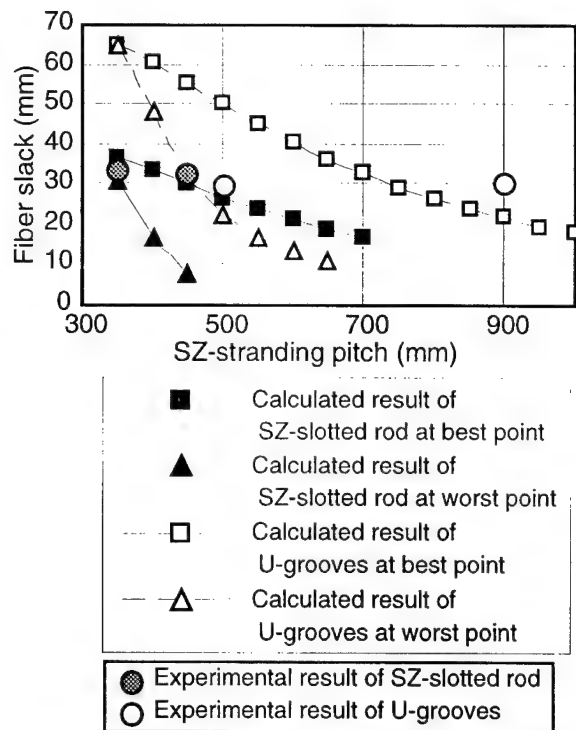 70
60
50
40
30
20
10
0
Fiber slack (mm)
300 500 700 900
SZ-stranding pitch (mm)
Calculated result of
SZ-slotted rod at best point
Calculated result of
SZ-slotted rod at worst point
Calculated result of
U-grooves at best point
Calculated result of
U-grooves at worst point
Experimental result of SZ-slotted rod
Experimental result of U-grooves